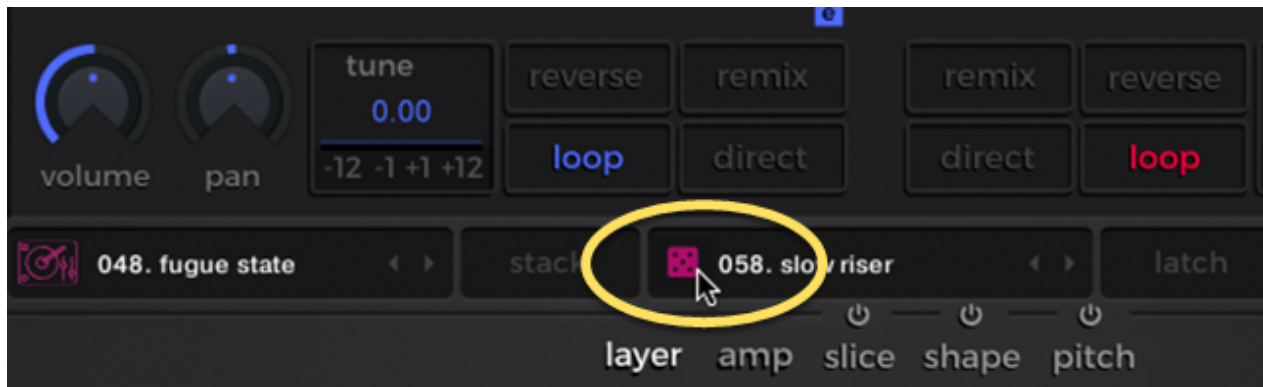 e
tune
reverse remix remix reverse
0.00
volume pan -12 -1 +1 +12 loop direct direct loop
048. fugue state stack 058. slow riser latch
layer amp slice shape pitch